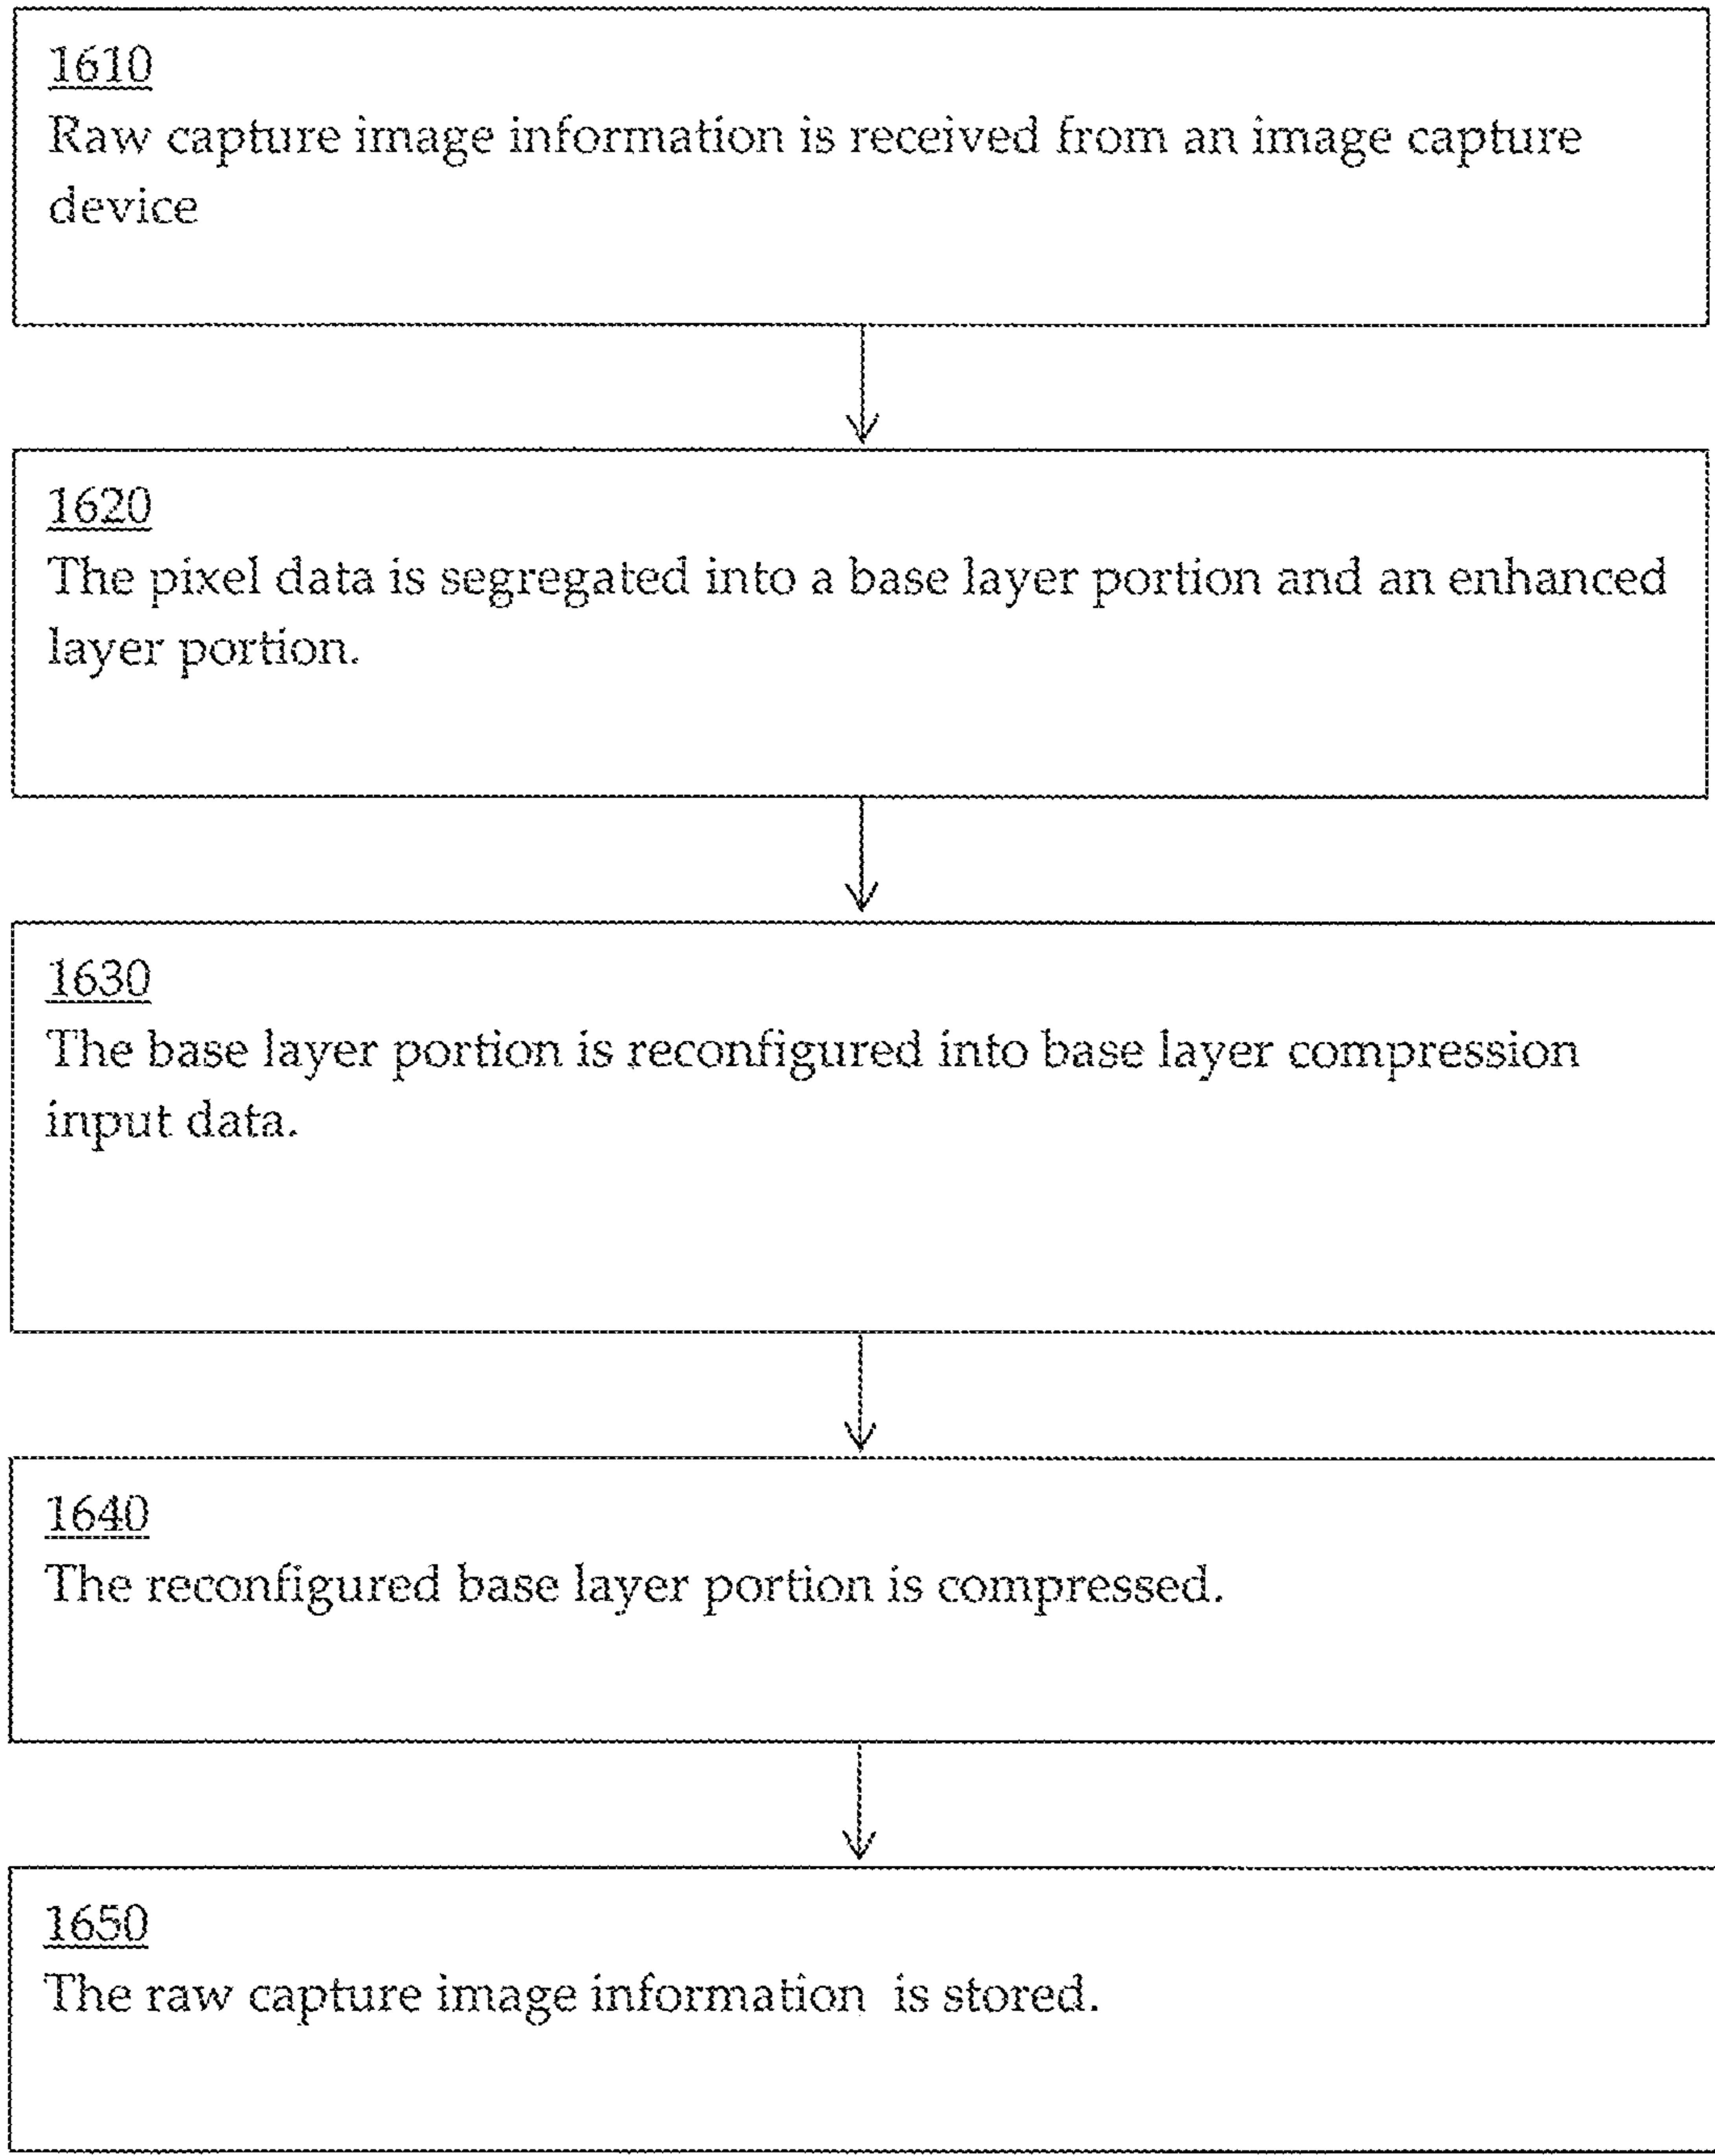 1610
Raw capture image information is received from an image capture
device
1620
The pixel data is segregated into a base layer portion and an enhanced
layer portion.
1630
The base layer portion is reconfigured into base layer compression
input data.
1640
The reconfigured base layer portion is compressed.
1650
The raw capture image information is stored.